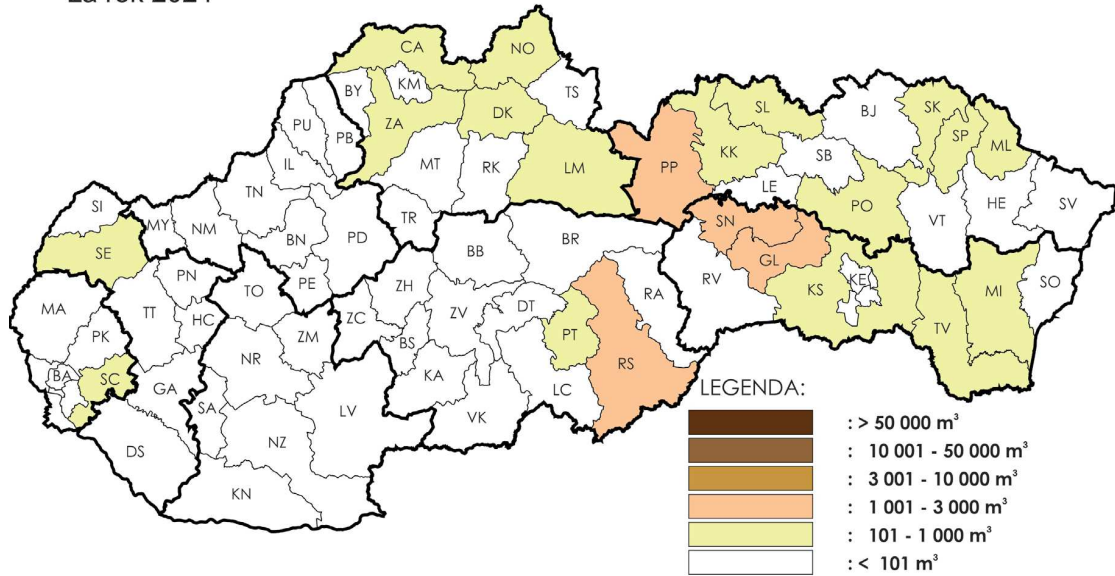 Za rok 2024
CA NO
BY KM TS SL BJ SK
PU PB ZA DK SP ML
IL MT RK LM PP KK SB
TN LE PO VT HE SV
SI MY NM TR SN
SE BN PD BB BR GL
PN PE ZH RA RV KS KE MI SO
MA TT TO ZC ZV DT TV
PK HC ZM BS PT
BA SC NR KA RS
GA SA LV LC
DS NZ VK
KN
LEGENDA:
: > 50 000 m³
: 10 001 - 50 000 m³
: 3 001 - 10 000 m³
: 1 001 - 3 000 m³
: 101 - 1 000 m³
: < 101 m³